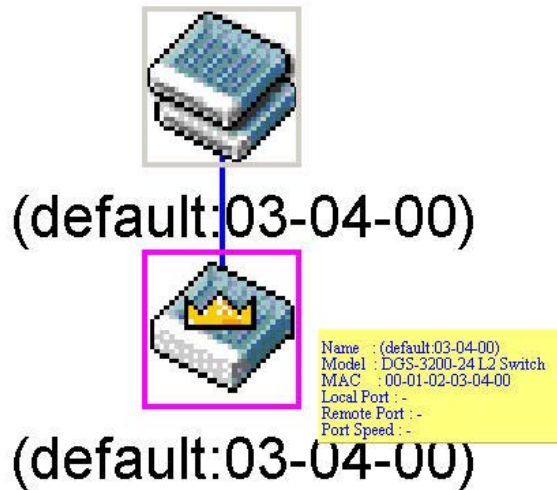 (default:03-04-00)
Name : (default:03-04-00)
Model : DGS-3200-24 L2 Switch
MAC : 00-01-02-03-04-00
Local Port : -
Remote Port : -
Port Speed : -
(default:03-04-00)